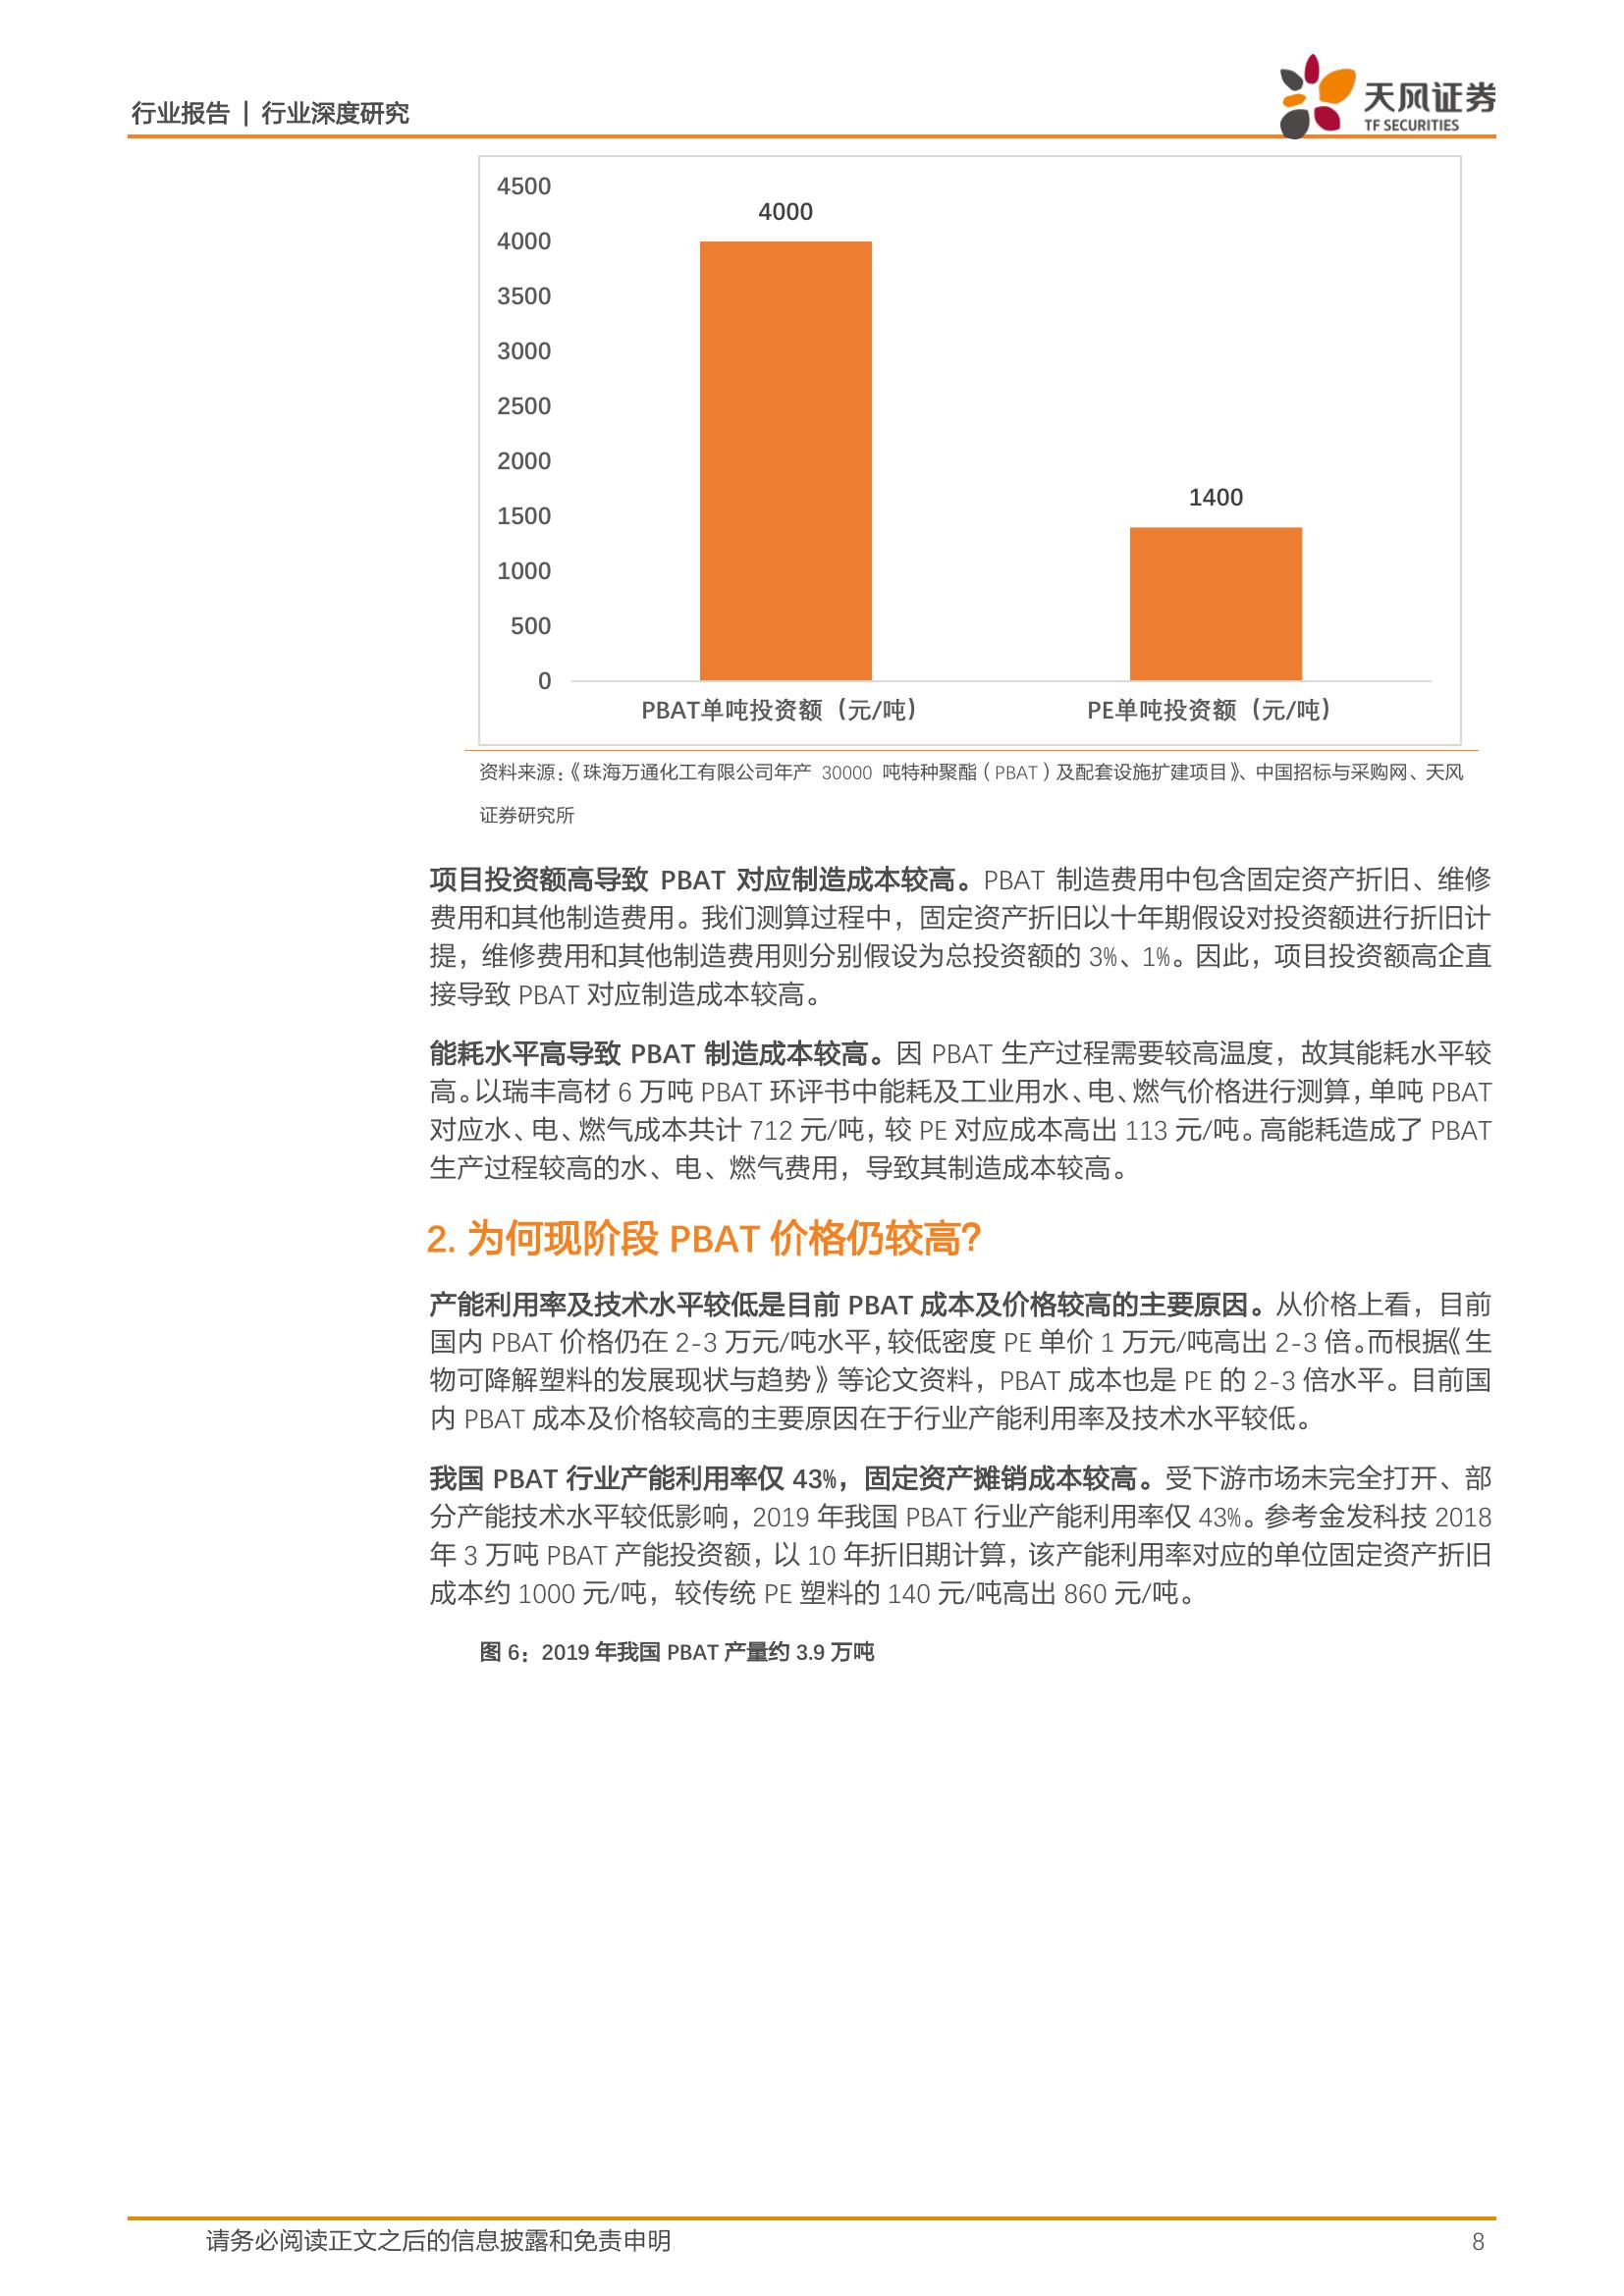 行业报告 | 行业深度研究
天风证券
TF SECURITIES
4500
4000
3500
3000
2500
2000
1500
1000
500
0
4000
1400
PBAT单吨投资额（元/吨）
PE单吨投资额（元/吨）
资料来源：《珠海万通化工有限公司年产 30000 吨特种聚酯（PBAT）及配套设施扩建项目》、中国招标与采购网、天风
证券研究所
项目投资额高导致 PBAT 对应制造成本较高。PBAT 制造费用中包含固定资产折旧、维修
费用和其他制造费用。我们测算过程中，固定资产折旧以十年期假设对投资额进行折旧计
提，维修费用和其他制造费用则分别假设为总投资额的 3%、1%。因此，项目投资额高企直
接导致 PBAT 对应制造成本较高。
能耗水平高导致 PBAT 制造成本较高。因 PBAT 生产过程需要较高温度，故其能耗水平较
高。以瑞丰高材 6 万吨 PBAT 环评书中能耗及工业用水、电、燃气价格进行测算，单吨 PBAT
对应水、电、燃气成本共计 712 元/吨，较 PE 对应成本高出 113 元/吨。高能耗造成了 PBAT
生产过程较高的水、电、燃气费用，导致其制造成本较高。
2. 为何现阶段 PBAT 价格仍较高？
产能利用率及技术水平较低是目前 PBAT 成本及价格较高的主要原因。从价格上看，目前
国内 PBAT 价格仍在 2-3 万元/吨水平，较低密度 PE 单价 1 万元/吨高出 2-3 倍。而根据《生
物可降解塑料的发展现状与趋势》等论文资料，PBAT 成本也是 PE 的 2-3 倍水平。目前国
内 PBAT 成本及价格较高的主要原因在于行业产能利用率及技术水平较低。
我国 PBAT 行业产能利用率仅 43%，固定资产摊销成本较高。受下游市场未完全打开、部
分产能技术水平较低影响，2019 年我国 PBAT 行业产能利用率仅 43%。参考金发科技 2018
年 3 万吨 PBAT 产能投资额，以 10 年折旧期计算，该产能利用率对应的单位固定资产折旧
成本约 1000 元/吨，较传统 PE 塑料的 140 元/吨高出 860 元/吨。
图 6：2019 年我国 PBAT 产量约 3.9 万吨
请务必阅读正文之后的信息披露和免责申明
8